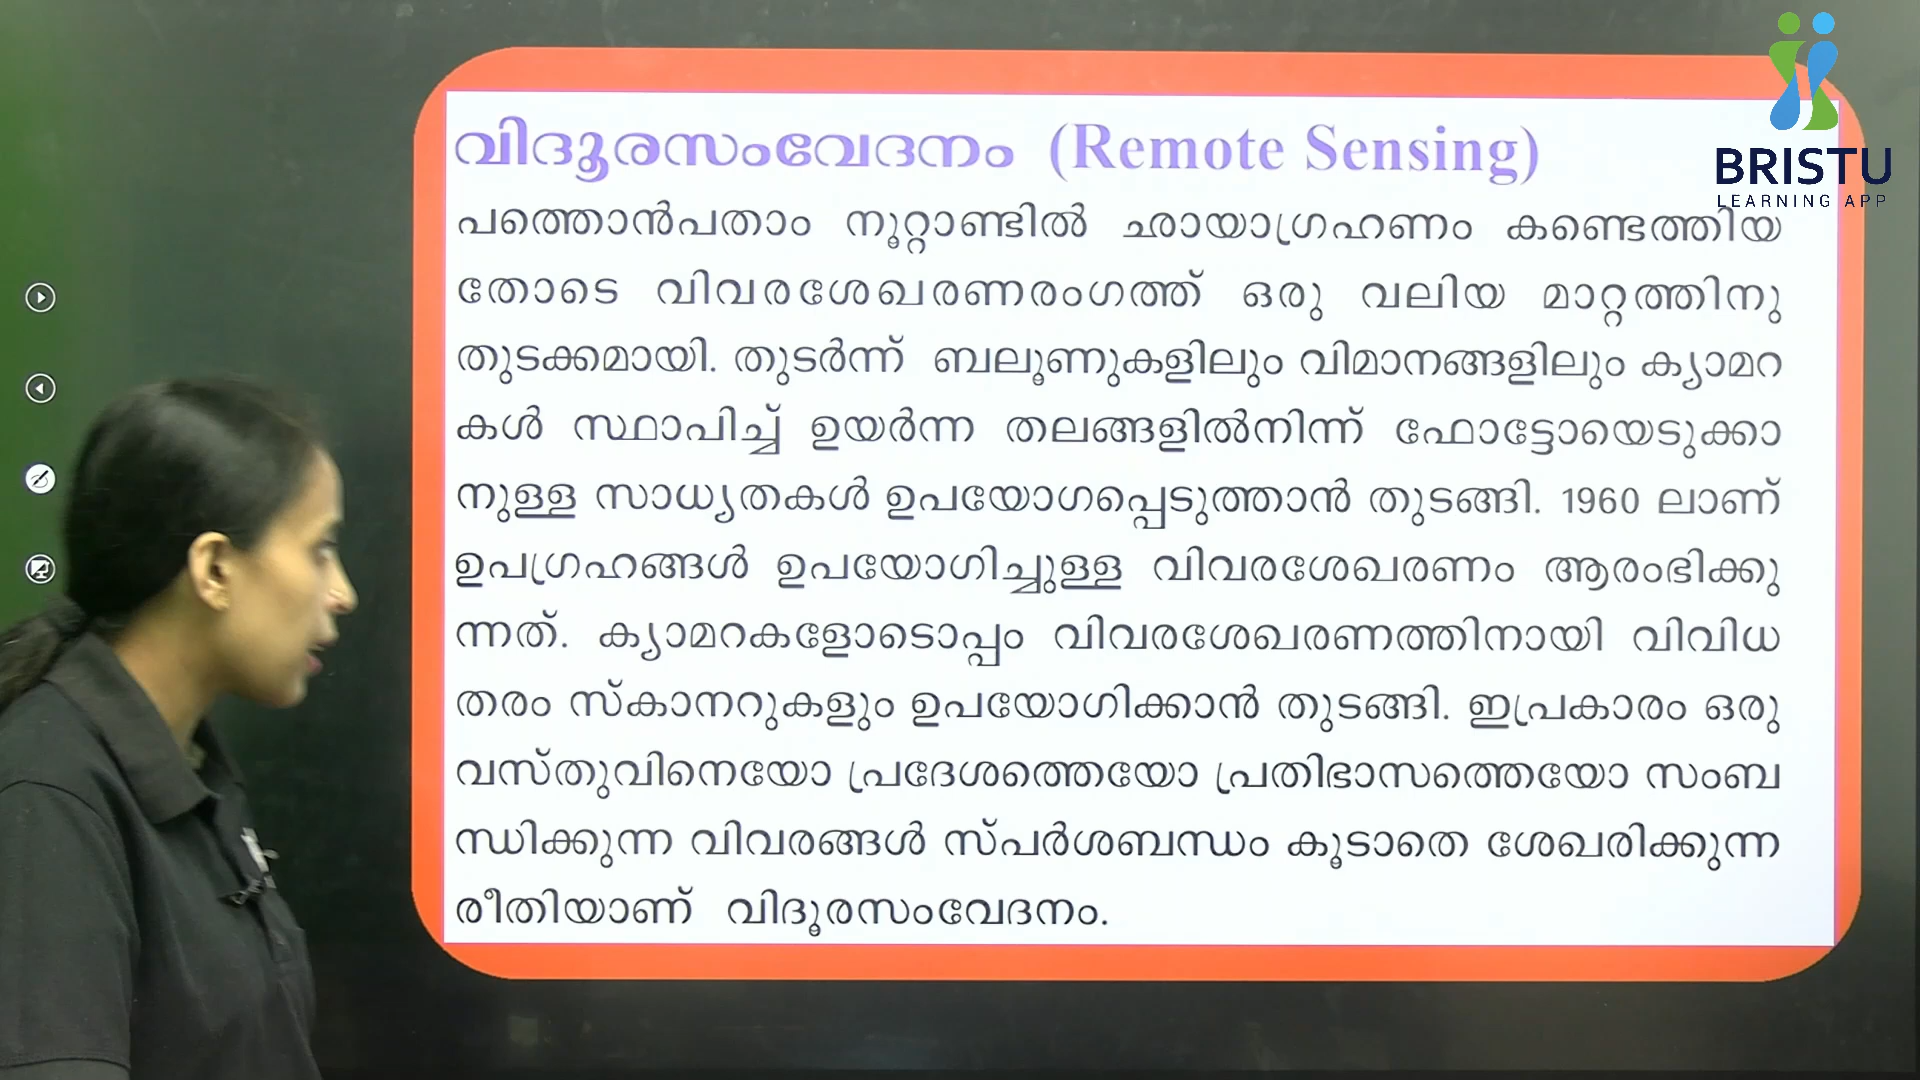 BRISTU
LEARNING APP
വിദൂരസംവേദനം (Remote Sensing)
പത്തൊൻപതാം നൂറ്റാണ്ടിൽ ഛായാഗ്രഹണം കണ്ടെത്തിയ
തോടെ വിവരശേഖരണരംഗത്ത് ഒരു വലിയ മാറ്റത്തിനു
തുടക്കമായി. തുടർന്ന് ബലൂണുകളിലും വിമാനങ്ങളിലും ക്യാമറ
കൾ സ്ഥാപിച്ച് ഉയർന്ന തലങ്ങളിൽനിന്ന് ഫോട്ടോയെടുക്കാ
നുള്ള സാധ്യതകൾ ഉപയോഗപ്പെടുത്താൻ തുടങ്ങി. 1960 ലാണ്
ഉപഗ്രഹങ്ങൾ ഉപയോഗിച്ചുള്ള വിവരശേഖരണം ആരംഭിക്കു
ന്നത്. ക്യാമറകളോടൊപ്പം വിവരശേഖരണത്തിനായി വിവിധ
തരം സ്കാനറുകളും ഉപയോഗിക്കാൻ തുടങ്ങി. ഇപ്രകാരം ഒരു
വസ്തുവിനെയോ പ്രദേശത്തെയോ പ്രതിഭാസത്തെയോ സംബ
ന്ധിക്കുന്ന വിവരങ്ങൾ സ്പർശബന്ധം കൂടാതെ ശേഖരിക്കുന്ന
രീതിയാണ് വിദൂരസംവേദനം.